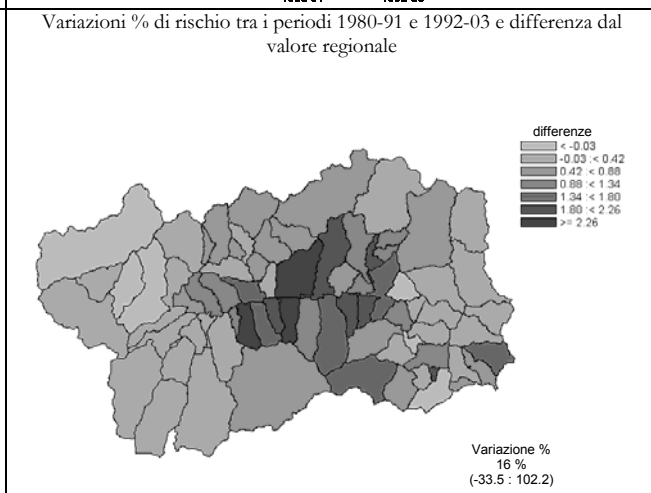 Variazioni % di rischio tra i periodi 1980-91 e 1992-03 e differenza dal
valore regionale
differenze
< -0.03
-0.03 :< 0.42
0.42 :< 0.88
0.88 :< 1.34
1.34 :< 1.80
1.80 :< 2.26
>= 2.26
Variazione %
16 %
(-33.5 : 102.2)